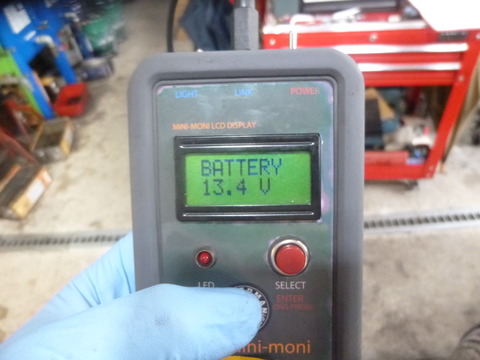 LIGHT LINK POWER
MINI-MONI LCD DISPLAY
BATTERY
13.4 V
LED SELECT
ENTER
mini-moni